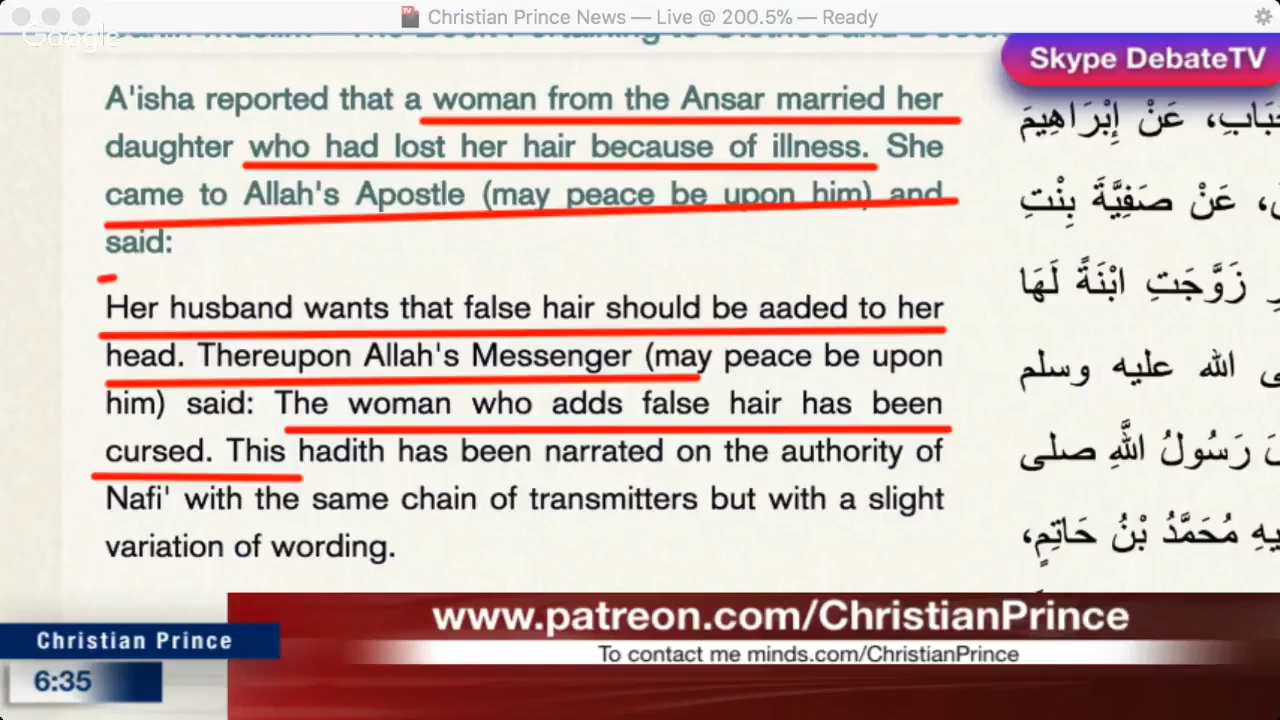 Christian Prince News — Live @ 200.5% — Ready
Google
Skype DebateTV
A'isha reported that a woman from the Ansar married her
daughter who had lost her hair because of illness. She
came to Allah's Apostle (may peace be upon him) and
said:
Her husband wants that false hair should be aaded to her
head. Thereupon Allah's Messenger (may peace be upon
him) said: The woman who adds false hair has been
cursed. This hadith has been narrated on the authority of
Nafi' with the same chain of transmitters but with a slight
variation of wording.
عَنْ إِبْرَاهِيمَ
عَنْ صَفِيَّةَ بِنْتِ
زَوَّجَتِ ابْنَةً لَهَا
الله عليه وسلم
رَسُولُ اللَّهِ صلى
مُحَمَّدُ بْنُ حَاتِمٍ،
www.patreon.com/ChristianPrince
To contact me minds.com/ChristianPrince
Christian Prince
6:35